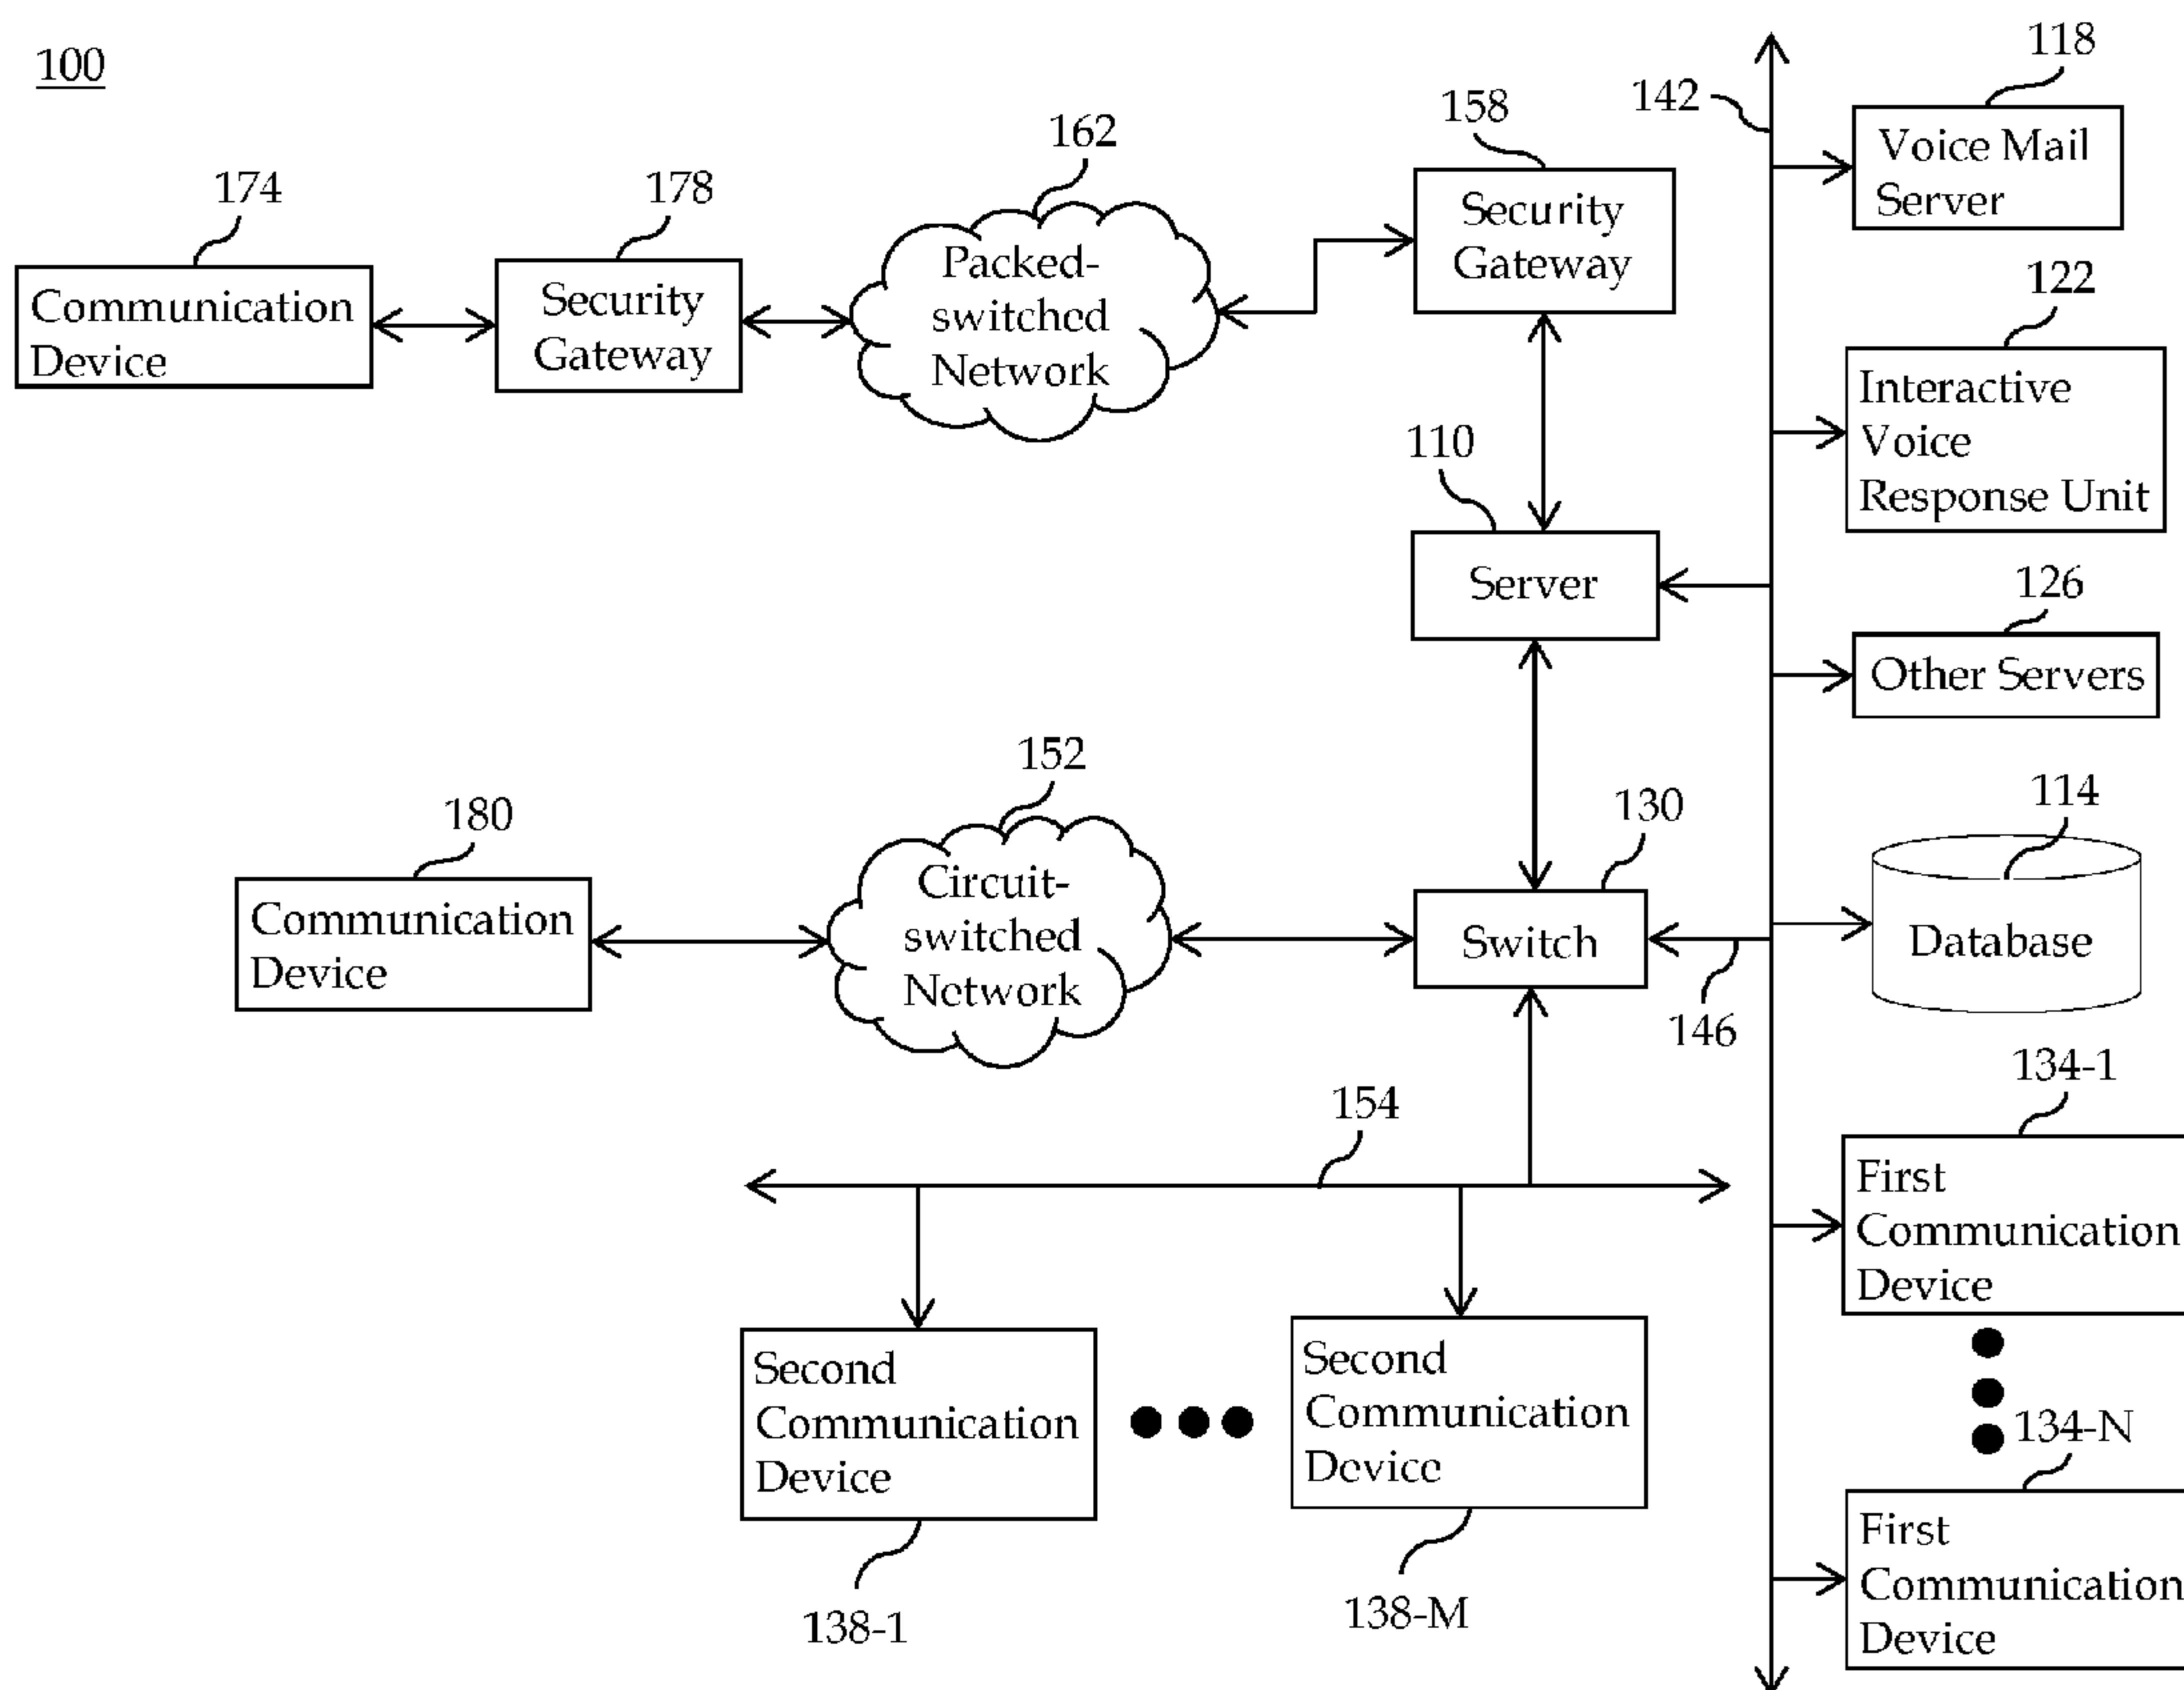 100
118
142
Voice Mail
Server
158
Security
Gateway
162
Packed-
switched
Network
174
Communication
Device
178
Security
Gateway
122
Interactive
Voice
Response Unit
110
Server
126
Other Servers
152
Circuit-
switched
Network
180
Communication
Device
130
Switch
114
Database
146
134-1
First
Communication
Device
154
Second
Communication
Device
138-1
Second
Communication
Device
138-M
134-N
First
Communication
Device